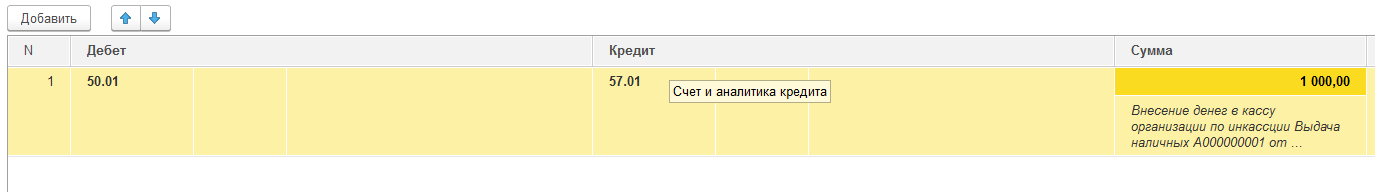 Добавить
N Дебет Кредит Сумма
1 50.01 57.01 1 000,00
Счет и аналитика кредита
Внесение денег в кассу
организации по инкассции Выдача
наличных А000000001 от ...